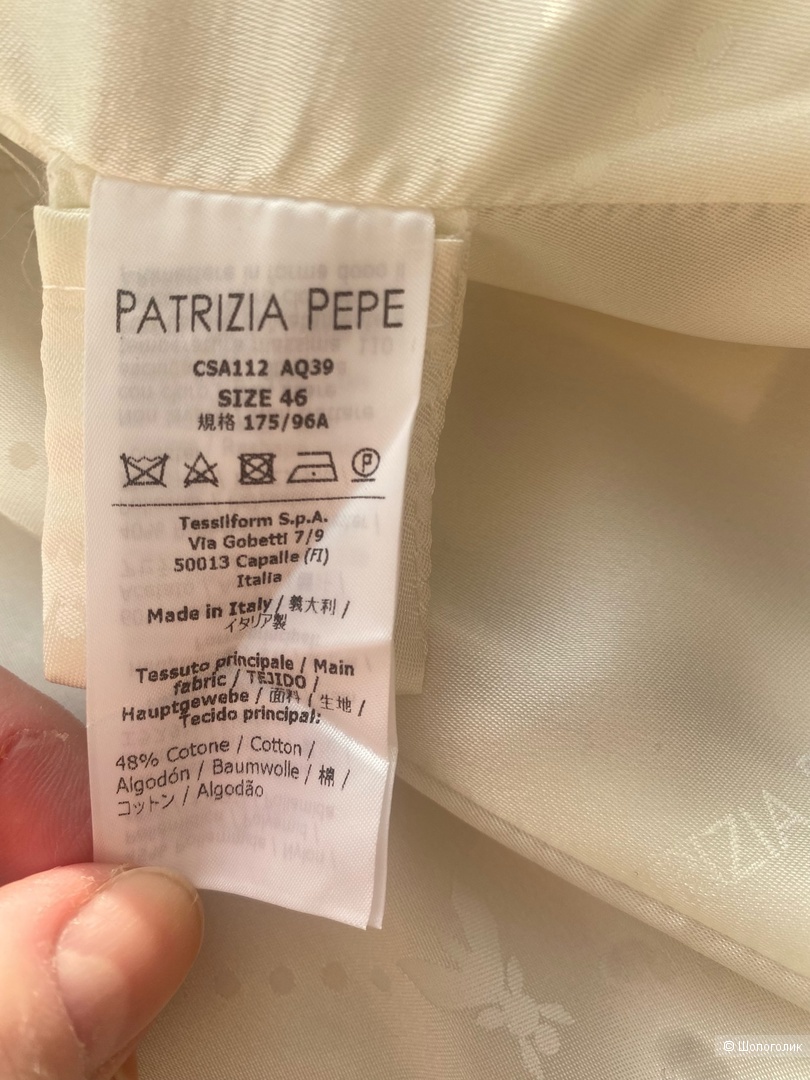 PATRIZIA PEPE
CSA112 AQ39
SIZE 46
規格 175/96A
P
Tessilform S.p.A.
Via Gobetti 7/9
50013 Capalle (FI)
Italia
Made in Italy / 義大利 /
イタリア製
Tessuto principale / Main
fabric / TEJIDO /
Hauptgewebe / 面料 / 生地 /
Tecido principal:
48% Cotone / Cotton /
Algodón / Baumwolle / 棉 /
コットン / Algodão
IZIA
© Шопоголик